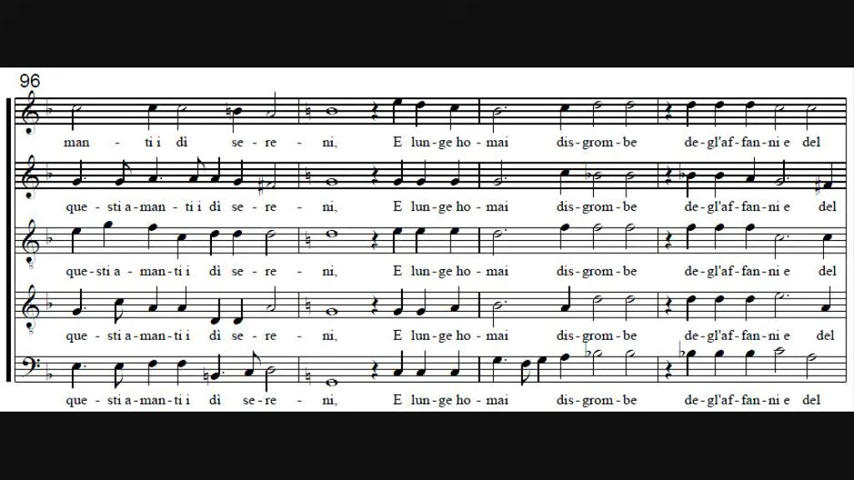 96
man - ti i dì se - re - ni, E lun-ge ho - mai dis-grom-be de-gl'af-fan-ni e del
que - sti a-man-ti i dì se - re - ni, E lun-ge ho - mai dis-grom-be de-gl'af-fan-ni e del
que-sti a - man-ti i dì se - re - ni, E lun-ge ho - mai dis-grom-be de-gl'af-fan-ni e del
que - sti a-man-ti i dì se - re - ni, E lun-ge ho - mai dis-grom-be de-gl'af-fan-ni e del
que - sti a-man-ti i dì se-re - ni, E lun-ge ho - mai dis-grom-be de-gl'af-fan-ni e del